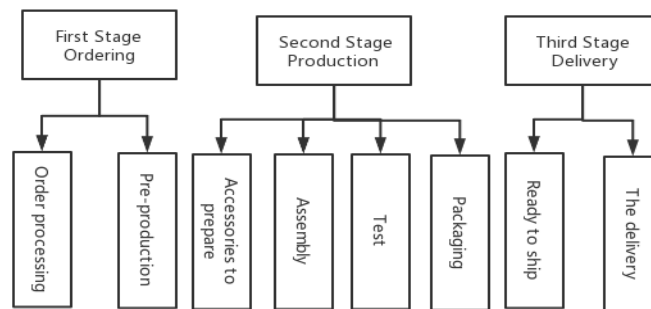 First Stage
Ordering
Second Stage
Production
Third Stage
Delivery
Order processing
Pre-production
Accessories to
prepare
Assembly
Test
Packaging
Ready to ship
The delivery